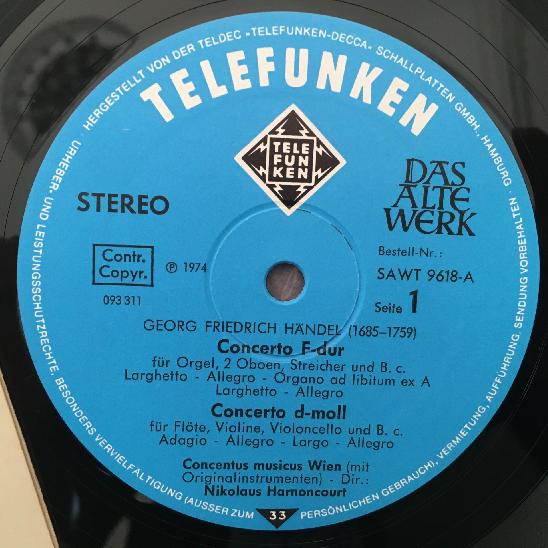 URHEBER- UND LEISTUNGSSCHUTZRECHTE, BESONDERS VERVIELFÄLTIGUNG (AUSSER ZUM PERSÖNLICHEN GEBRAUCH), VERMIETUNG, AUFFÜHRUNG, SENDUNG VORBEHALTEN ·
HERGESTELLT VON DER TELDEC »TELEFUNKEN-DECCA« SCHALLPLATTEN GMBH., HAMBURG ·
TELEFUNKEN
TELE
FUN
KEN
STEREO
DAS
ALTE
WERK
Contr.
Copyr.
℗ 1974
093 311
Bestell-Nr.:
SAWT 9618-A
Seite 1
GEORG FRIEDRICH HÄNDEL (1685–1759)
Concerto F-dur
für Orgel, 2 Oboen, Streicher und B. c.
Larghetto - Allegro - Organo ad libitum ex A
Larghetto - Allegro
Concerto d-moll
für Flöte, Violine, Violoncello und B. c.
Adagio - Allegro - Largo - Allegro
Concentus musicus Wien (mit
Originalinstrumenten) - Dir.:
Nikolaus Harnoncourt
33